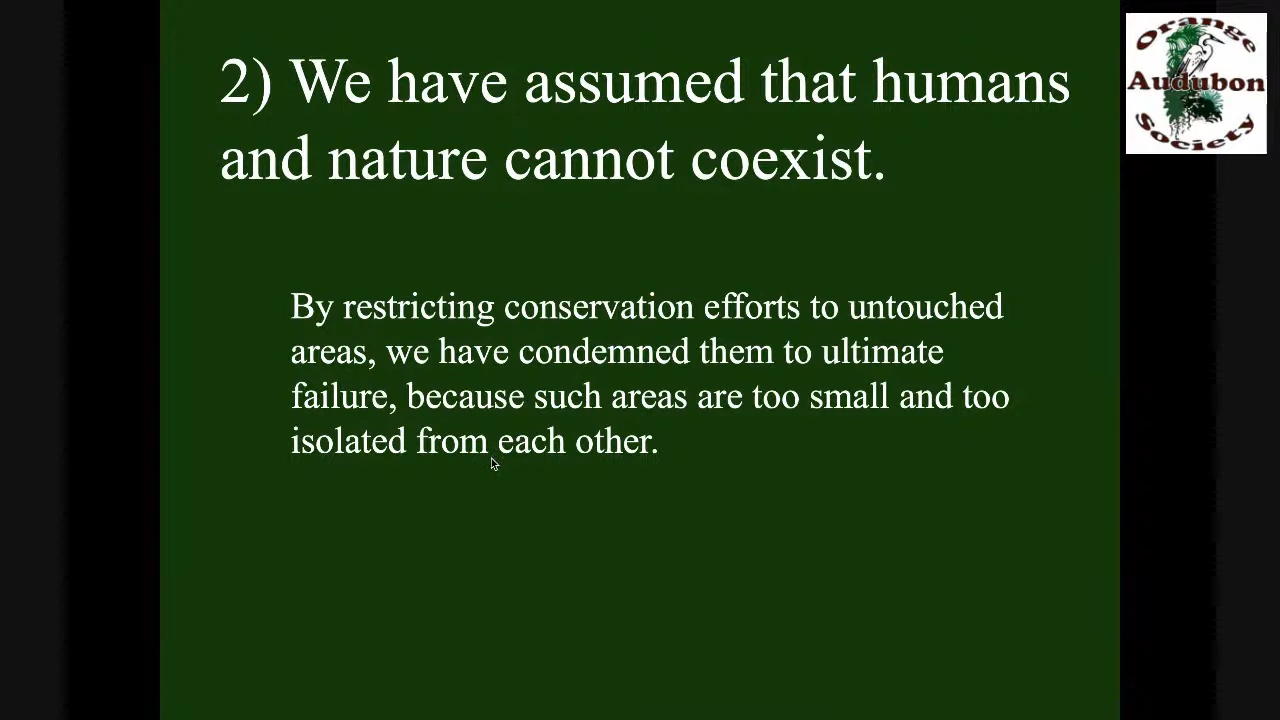 2) We have assumed that humans
and nature cannot coexist.
By restricting conservation efforts to untouched
areas, we have condemned them to ultimate
failure, because such areas are too small and too
isolated from each other.
Orange
Audubon
Society